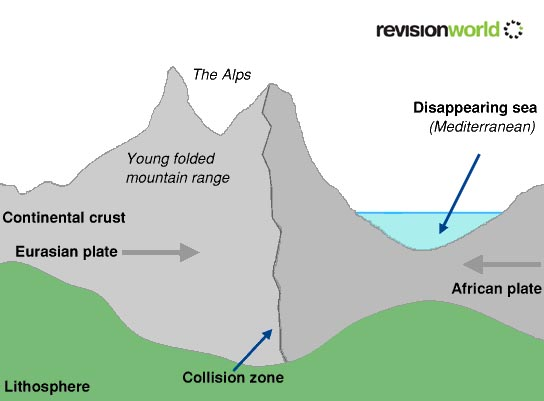 revisionworld
The Alps
Disappearing sea
(Mediterranean)
Young folded
mountain range
Continental crust
Eurasian plate
African plate
Collision zone
Lithosphere